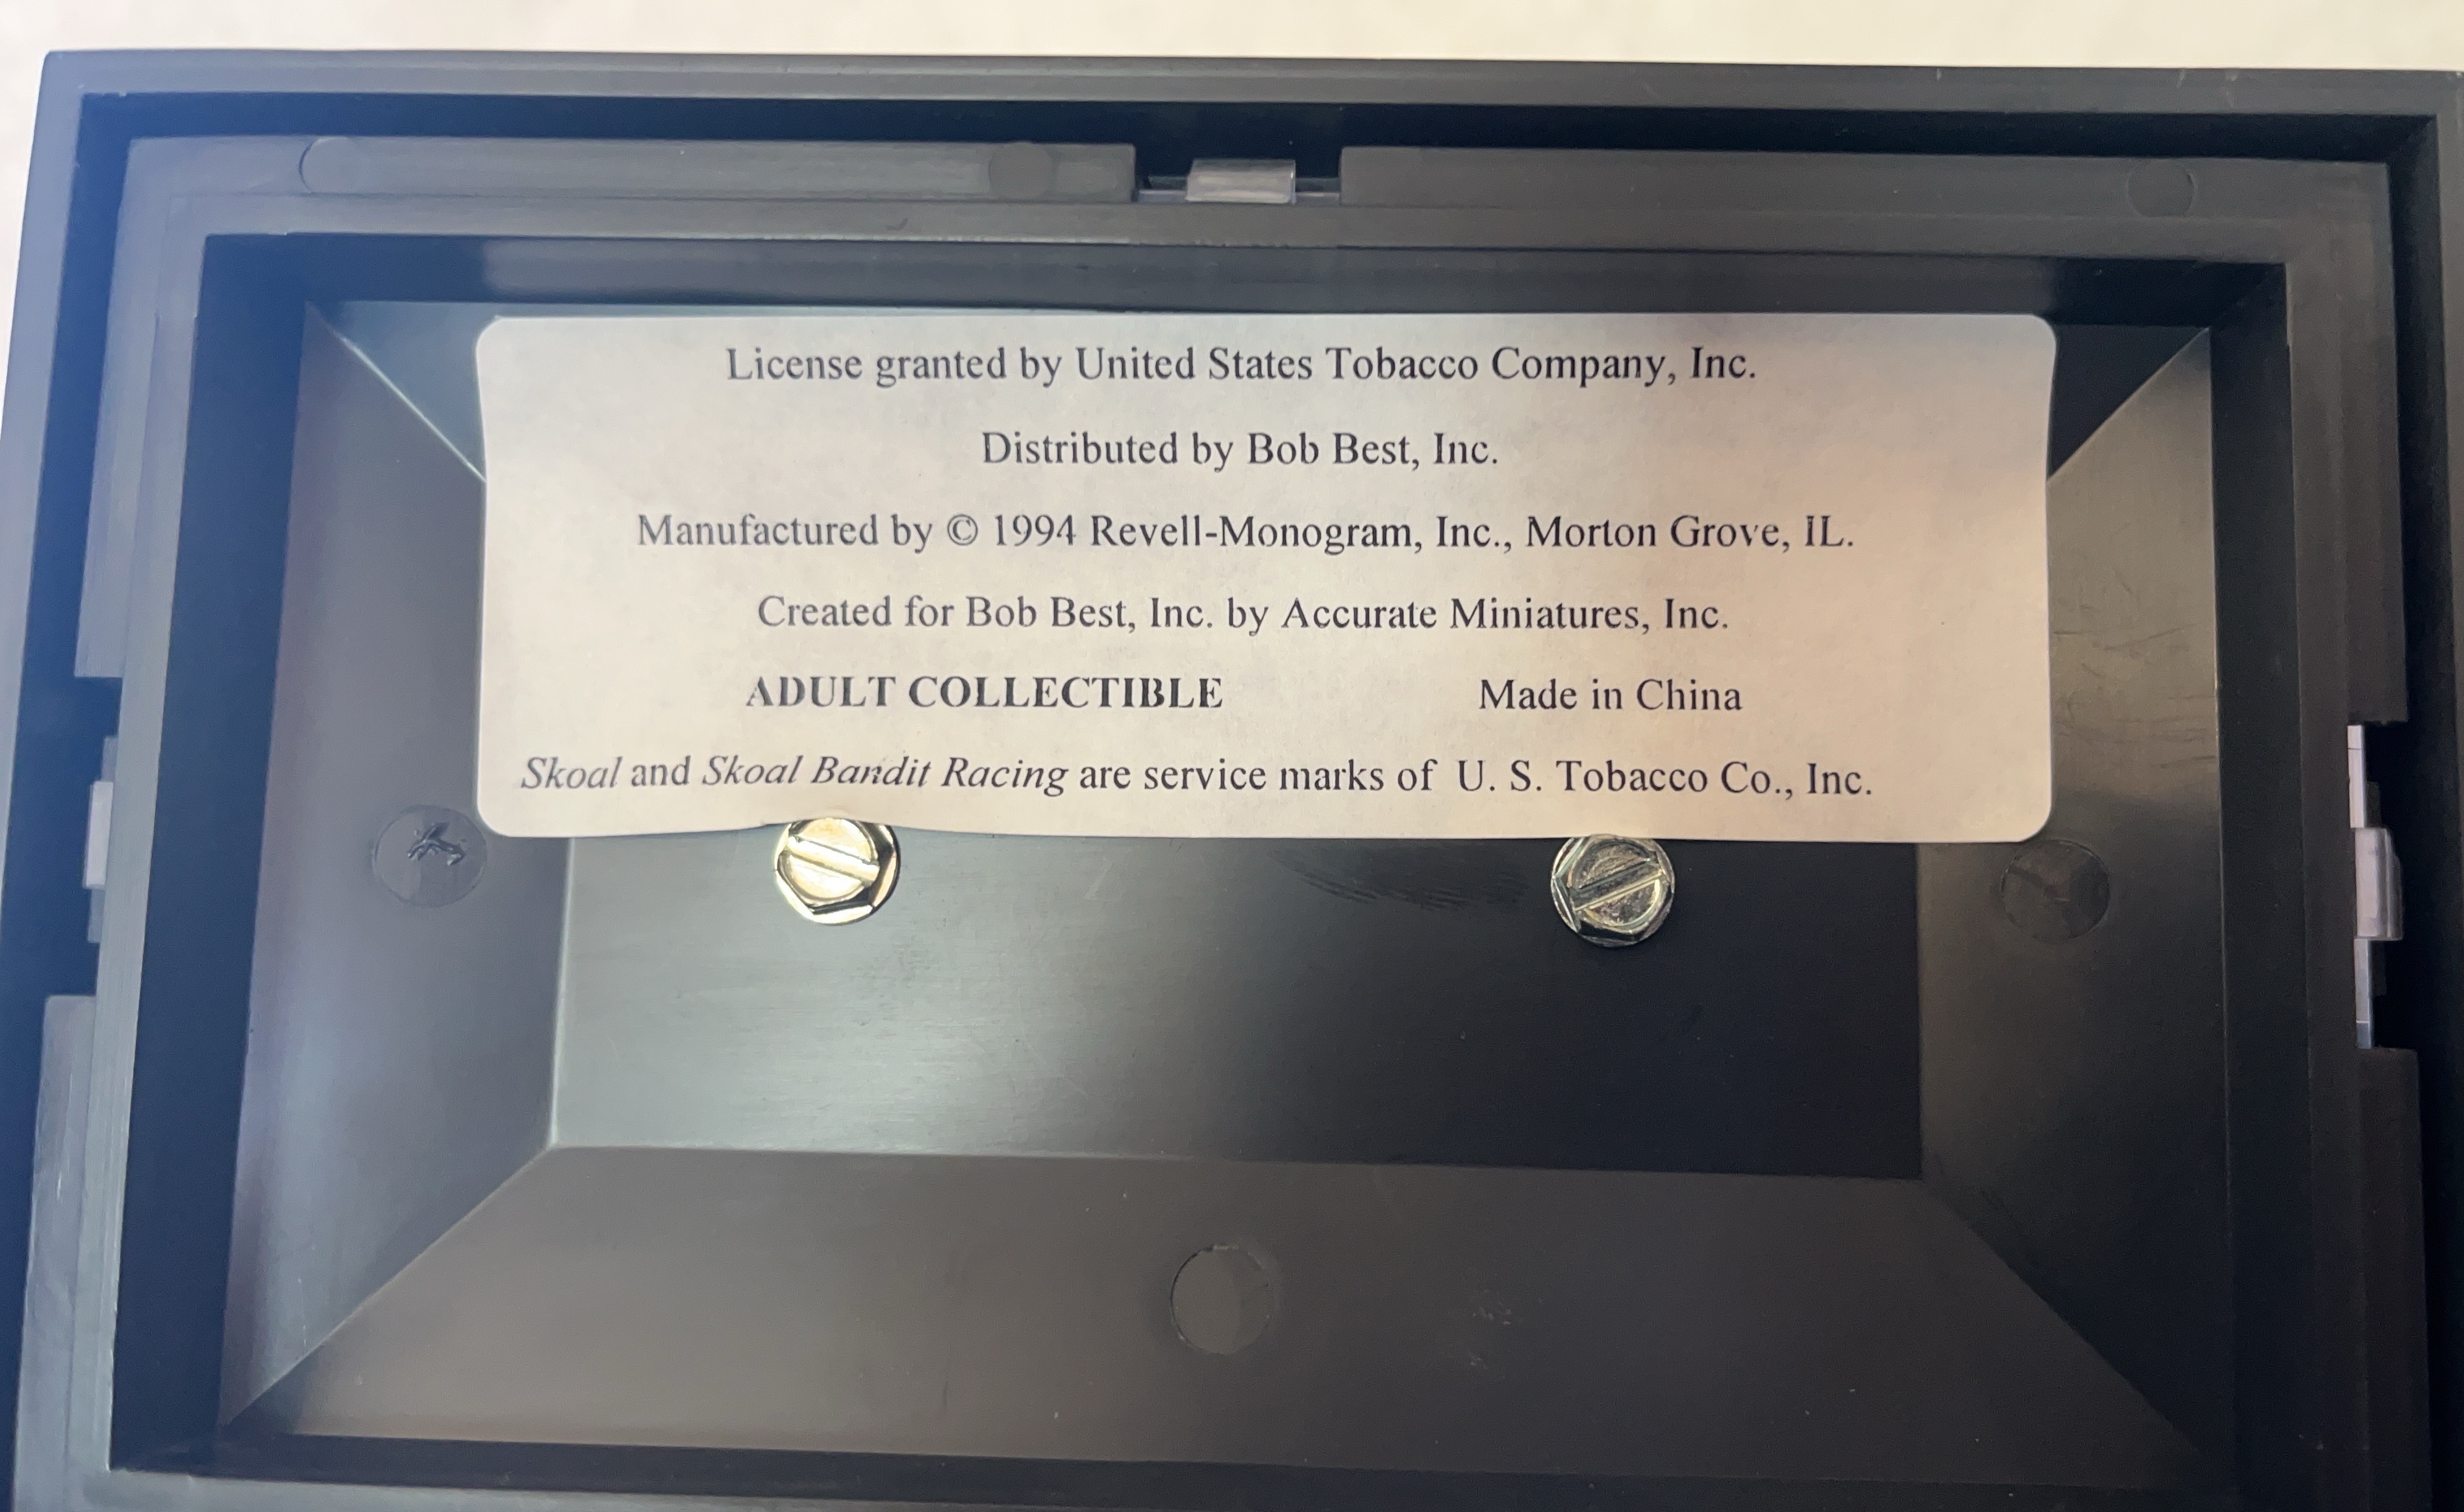 License granted by United States Tobacco Company, Inc.
Distributed by Bob Best, Inc.
Manufactured by © 1994 Revell-Monogram, Inc., Morton Grove, IL.
Created for Bob Best, Inc. by Accurate Miniatures, Inc.
ADULT COLLECTIBLE Made in China
Skoal and Skoal Bandit Racing are service marks of U. S. Tobacco Co., Inc.